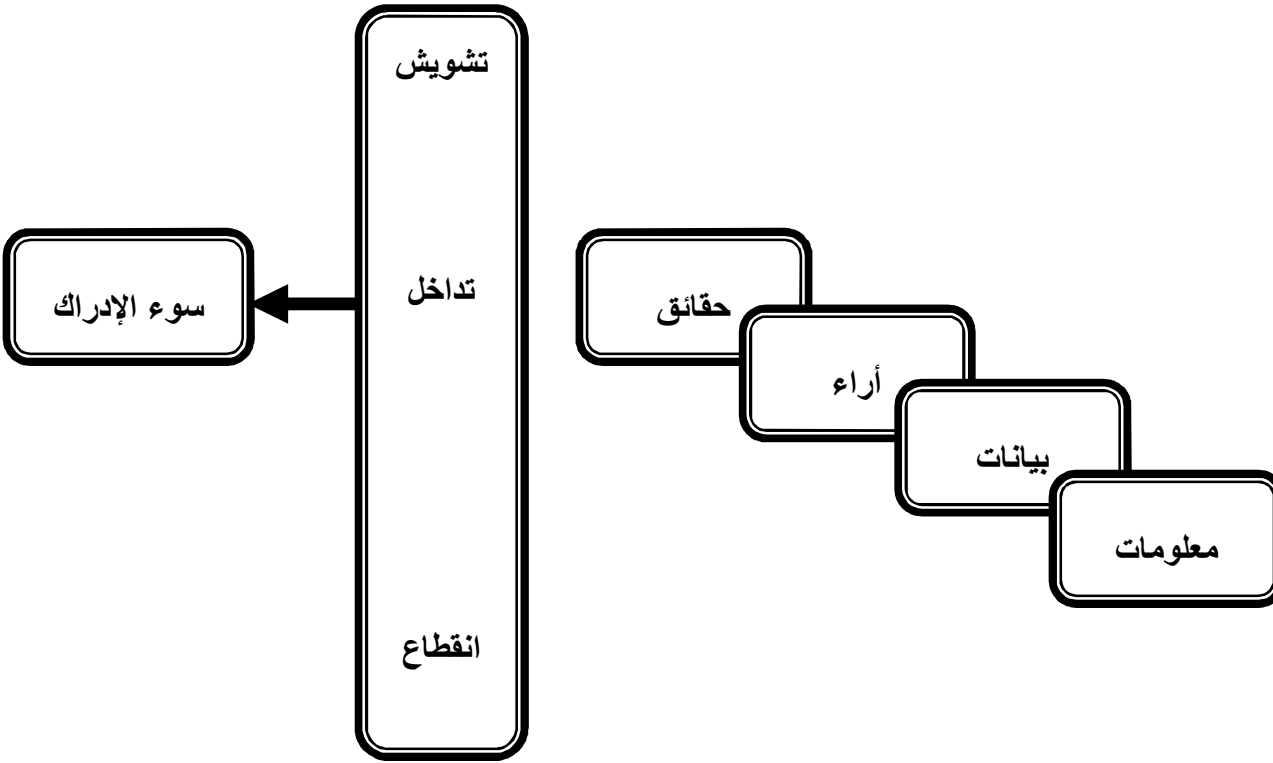 حقائق
أراء
بيانات
معلومات
تشويش
تداخل
انقطاع
سوء الإدراك